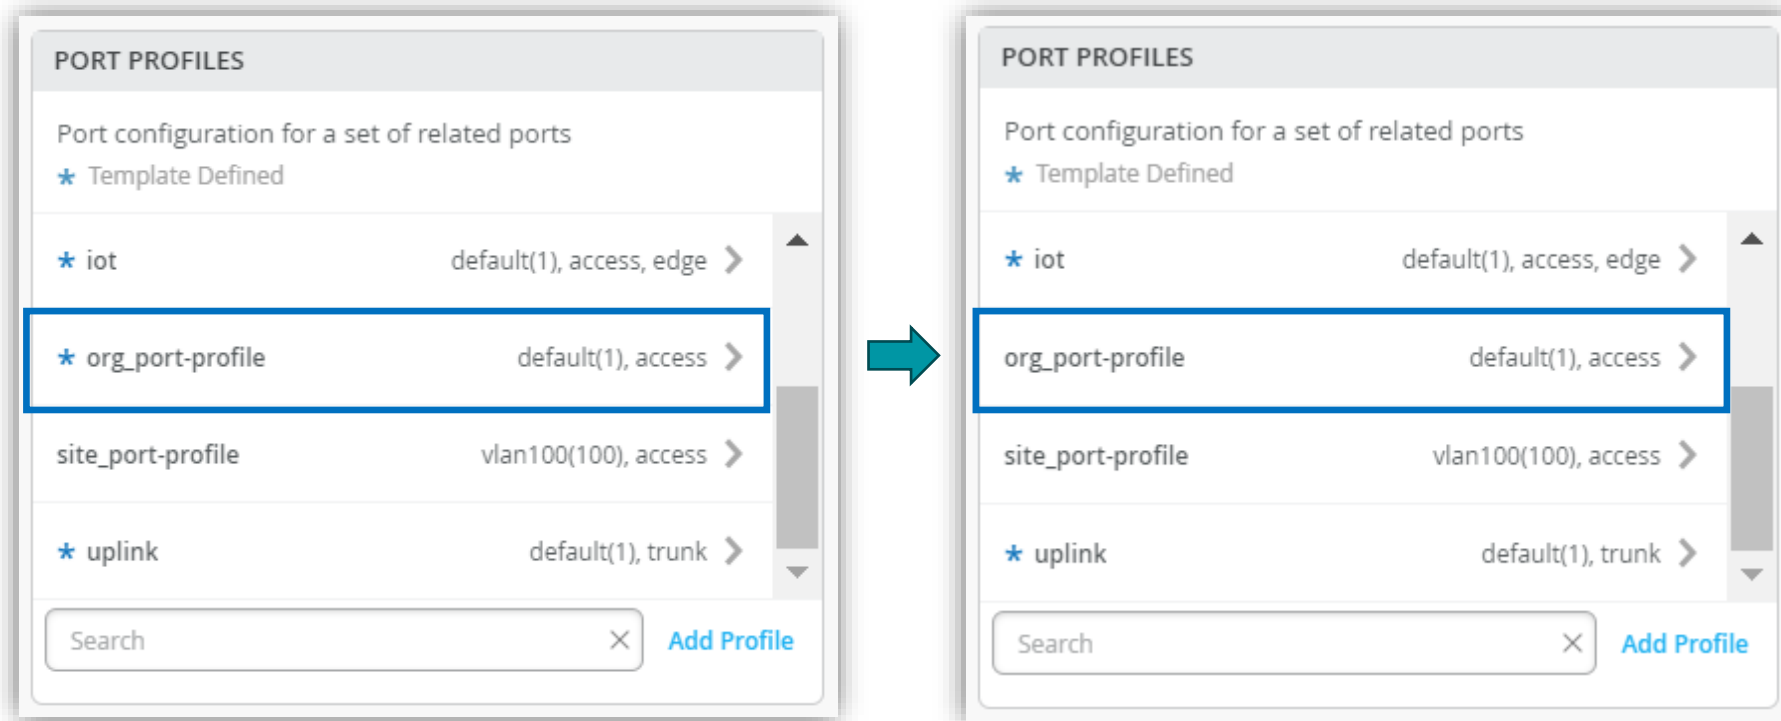 PORT PROFILES
Port configuration for a set of related ports
* Template Defined
* iot default(1), access, edge
* org_port-profile default(1), access
site_port-profile vlan100(100), access
* uplink default(1), trunk
Search Add Profile
PORT PROFILES
Port configuration for a set of related ports
* Template Defined
* iot default(1), access, edge
org_port-profile default(1), access
site_port-profile vlan100(100), access
* uplink default(1), trunk
Search Add Profile